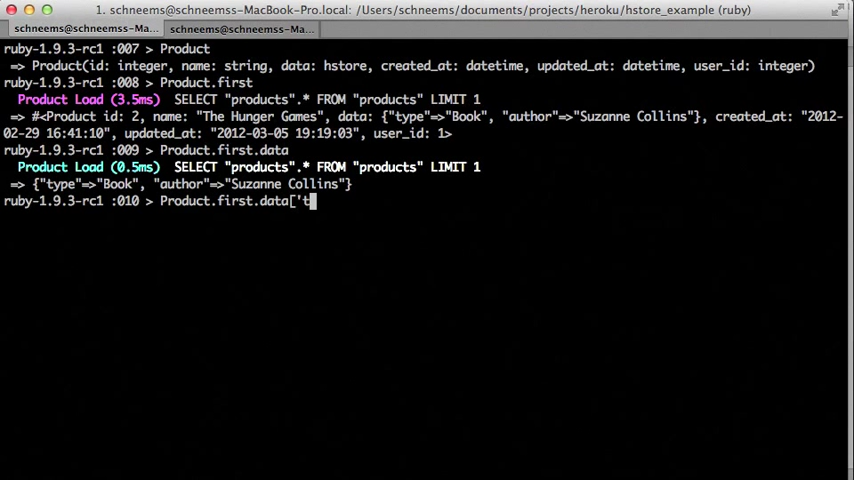 1. schneems@schneemss-MacBook-Pro.local: /Users/schneems/documents/projects/heroku/hstore_example (ruby)
schneems@schneemss-Ma... schneems@schneemss-Ma...
ruby-1.9.3-rc1 :007 > Product
=> Product(id: integer, name: string, data: hstore, created_at: datetime, updated_at: datetime, user_id: integer)
ruby-1.9.3-rc1 :008 > Product.first
Product Load (3.5ms)  SELECT "products".* FROM "products" LIMIT 1
=> #<Product id: 2, name: "The Hunger Games", data: {"type"=>"Book", "author"=>"Suzanne Collins"}, created_at: "2012-
02-29 16:41:10", updated_at: "2012-03-05 19:19:03", user_id: 1>
ruby-1.9.3-rc1 :009 > Product.first.data
Product Load (0.5ms)  SELECT "products".* FROM "products" LIMIT 1
=> {"type"=>"Book", "author"=>"Suzanne Collins"}
ruby-1.9.3-rc1 :010 > Product.first.data['t